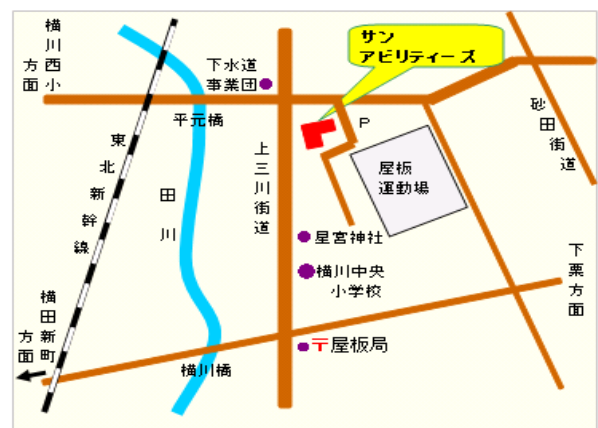 横川西小
方面
サン
アビリティーズ
下水道
事業団
平元橋
P
砂田街道
東北新幹線
田川
上三川街道
屋板
運動場
星宮神社
横川中央
小学校
下栗方面
横田新町
方面
〒屋板局
横川橋